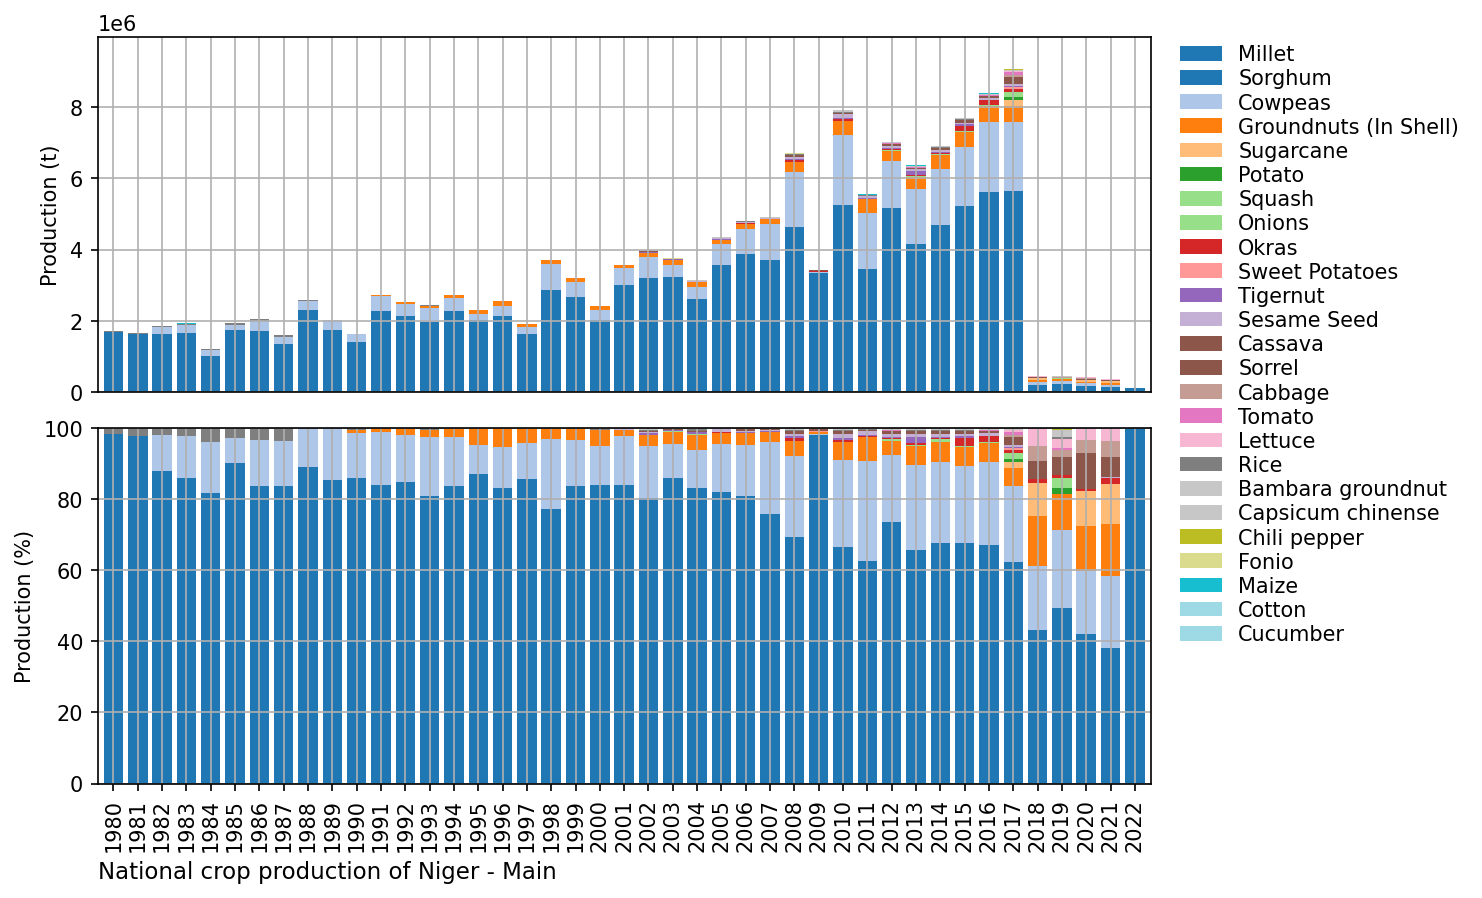 1e6
Production (t)
8
6
4
2
0
Millet
Sorghum
Cowpeas
Groundnuts (In Shell)
Sugarcane
Potato
Squash
Onions
Okras
Sweet Potatoes
Tigernut
Sesame Seed
Cassava
Sorrel
Cabbage
Tomato
Lettuce
Rice
Bambara groundnut
Capsicum chinense
Chili pepper
Fonio
Maize
Cotton
Cucumber
Production (%)
100
80
60
40
20
0
1980
1981
1982
1983
1984
1985
1986
1987
1988
1989
1990
1991
1992
1993
1994
1995
1996
1997
1998
1999
2000
2001
2002
2003
2004
2005
2006
2007
2008
2009
2010
2011
2012
2013
2014
2015
2016
2017
2018
2019
2020
2021
2022
National crop production of Niger - Main